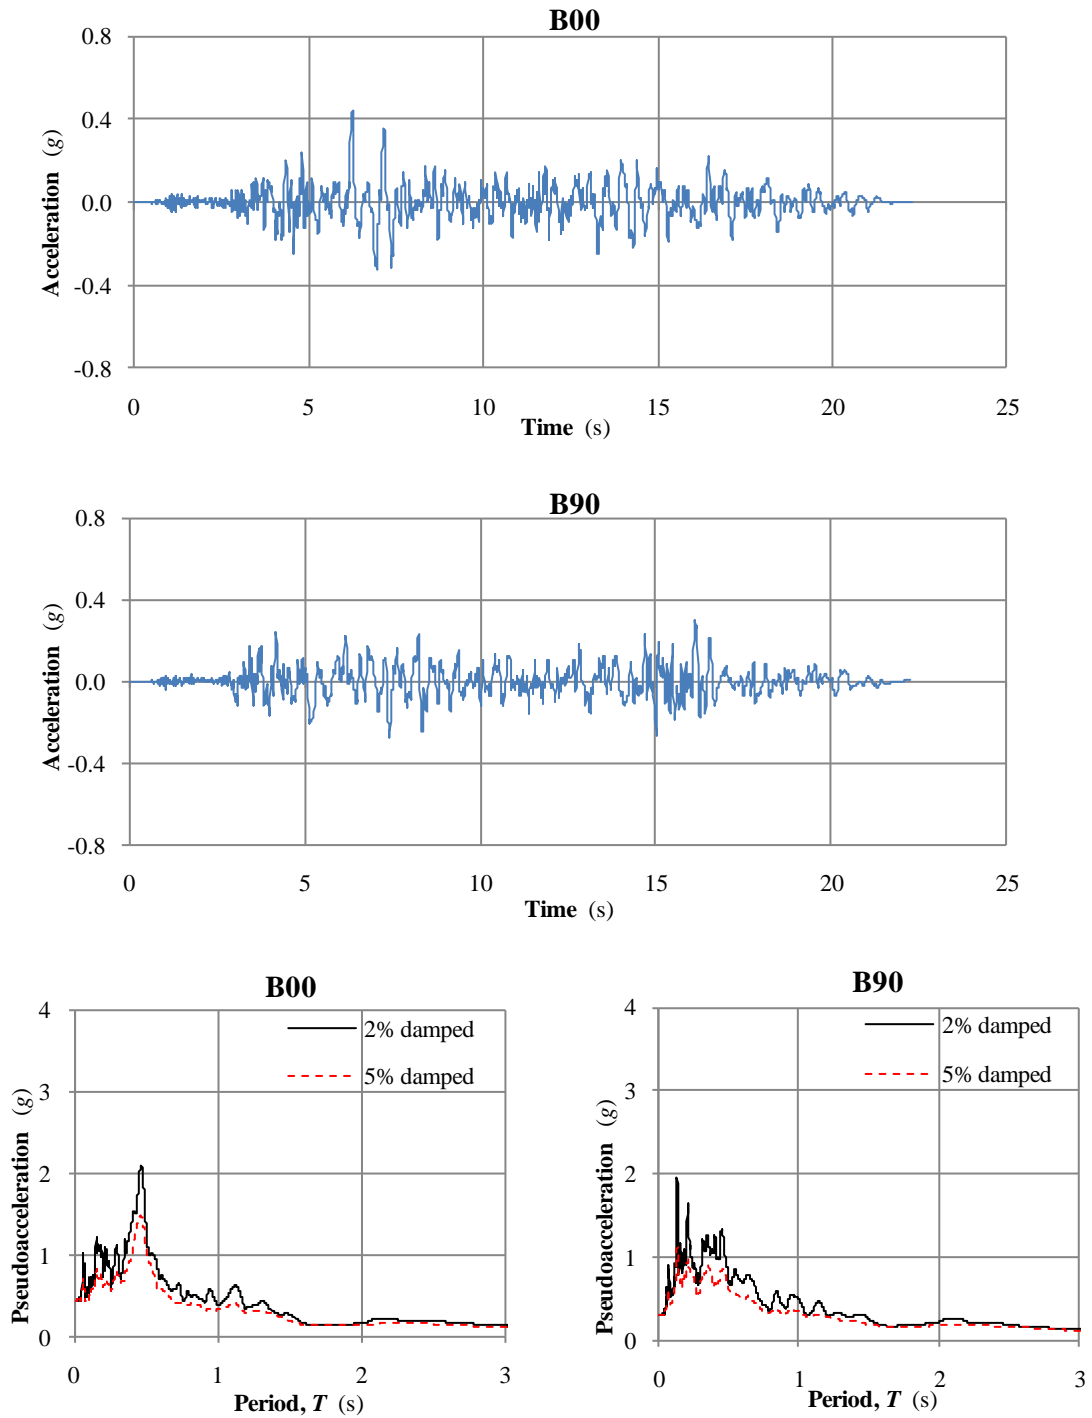 B00
0.8
0.4
0.0
-0.4
-0.8
Acceleration (g)
0 5 10 15 20 25
Time (s)
B90
0.8
0.4
0.0
-0.4
-0.8
Acceleration (g)
0 5 10 15 20 25
Time (s)
B00
4
3
2
1
0
Pseudoacceleration (g)
2% damped
5% damped
0 1 2 3
Period, T (s)
B90
4
3
2
1
0
Pseudoacceleration (g)
2% damped
5% damped
0 1 2 3
Period, T (s)